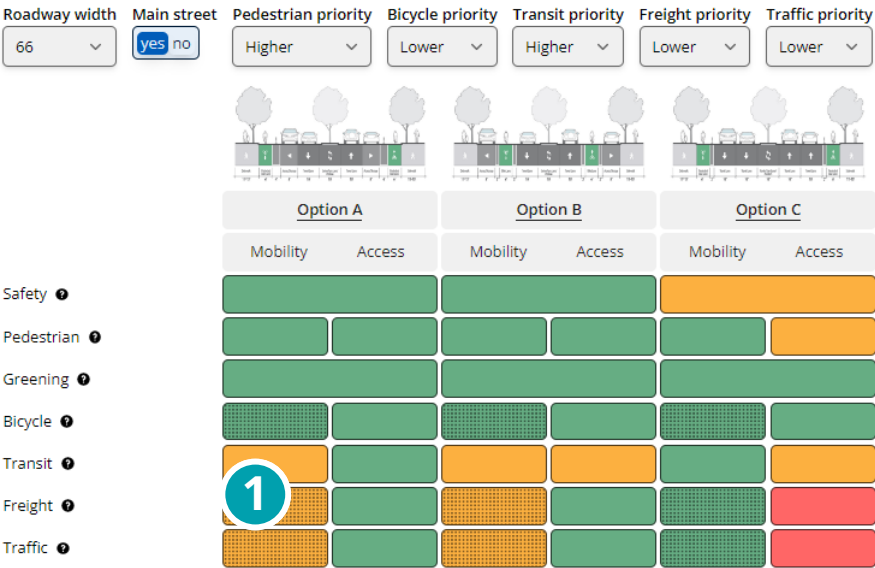 Roadway width Main street Pedestrian priority Bicycle priority Transit priority Freight priority Traffic priority
66 yes no Higher Lower Higher Lower Lower
Option A Option B Option C
Mobility Access Mobility Access Mobility Access
Safety ?
Pedestrian ?
Greening ?
Bicycle ?
Transit ?
1
Freight ?
Traffic ?